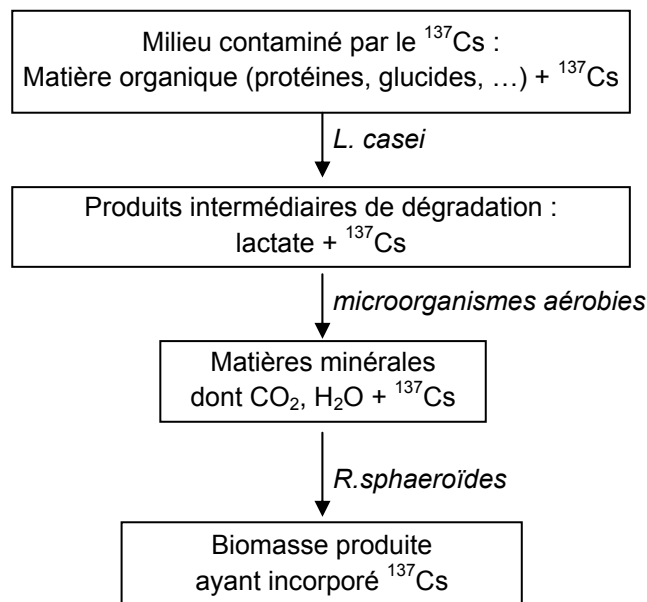 Milieu contaminé par le ¹³⁷Cs :
Matière organique (protéines, glucides, …) + ¹³⁷Cs
L. casei
Produits intermédiaires de dégradation :
lactate + ¹³⁷Cs
microorganismes aérobies
Matières minérales
dont CO₂, H₂O + ¹³⁷Cs
R.sphaeroïdes
Biomasse produite
ayant incorporé ¹³⁷Cs